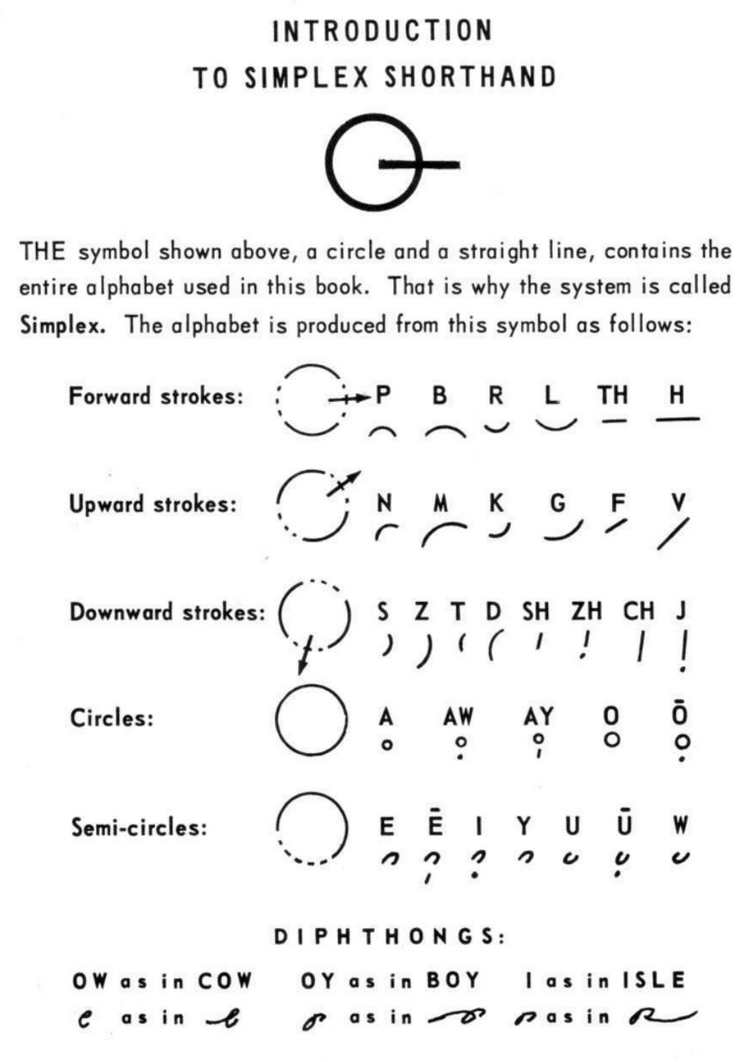 INTRODUCTION
TO SIMPLEX SHORTHAND
THE symbol shown above, a circle and a straight line, contains the
entire alphabet used in this book. That is why the system is called
Simplex. The alphabet is produced from this symbol as follows:
Forward strokes: P B R L TH H
Upward strokes: N M K G F V
Downward strokes: S Z T D SH ZH CH J
Circles: A AW AY O Ō
Semi-circles: E Ē I Y U Ū W
DIPHTHONGS:
OW as in COW OY as in BOY I as in ISLE
as in as in as in